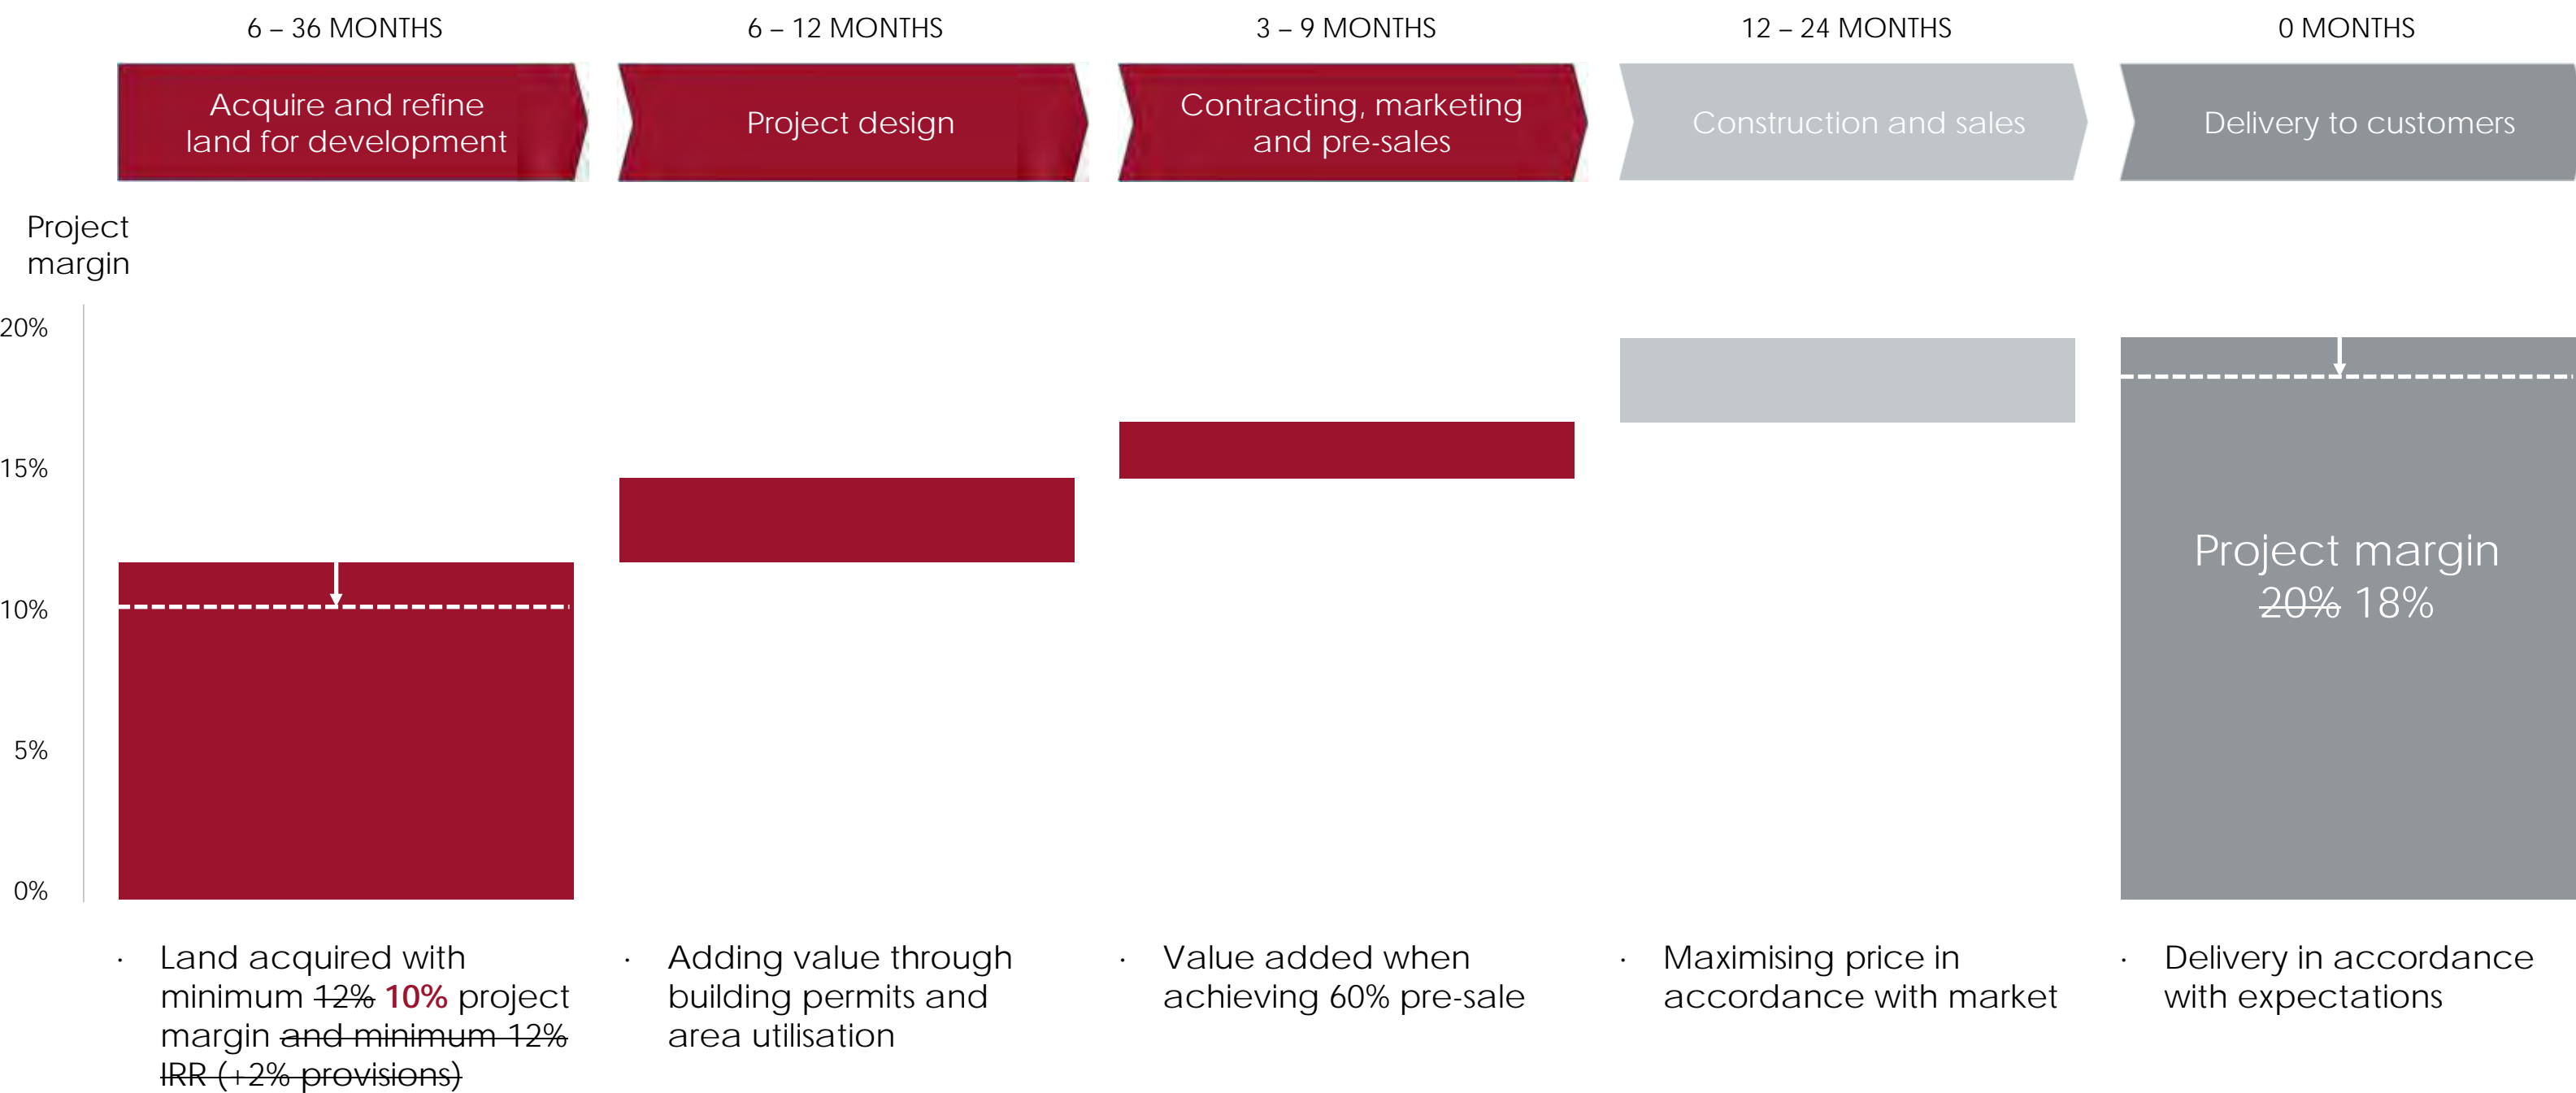 6 – 36 MONTHS
6 – 12 MONTHS
3 – 9 MONTHS
12 – 24 MONTHS
0 MONTHS
Acquire and refine
land for development
Project design
Contracting, marketing
and pre-sales
Construction and sales
Delivery to customers
Project
margin
20%
15%
10%
5%
0%
Project margin
20% 18%
· Land acquired with
minimum 12% 10% project
margin and minimum 12%
IRR (+2% provisions)
· Adding value through
building permits and
area utilisation
· Value added when
achieving 60% pre-sale
· Maximising price in
accordance with market
· Delivery in accordance
with expectations